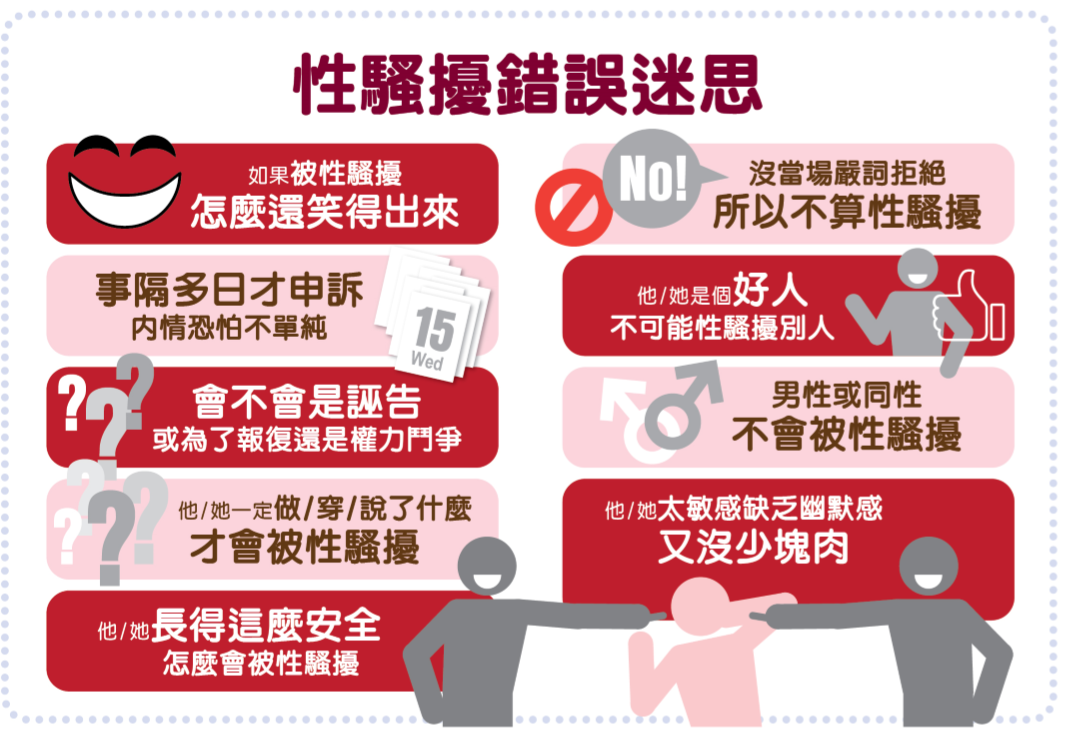 性騷擾錯誤迷思
如果被性騷擾
怎麼還笑得出來
事隔多日才申訴
內情恐怕不單純
15
Wed
?
?
?
會不會是誣告
或為了報復還是權力鬥爭
?
?
?
?
他/她一定做/穿/說了什麼
才會被性騷擾
他/她長得這麼安全
怎麼會被性騷擾
No!
沒當場嚴詞拒絕
所以不算性騷擾
他/她是個好人
不可能性騷擾別人
男性或同性
不會被性騷擾
他/她太敏感缺乏幽默感
又沒少塊肉